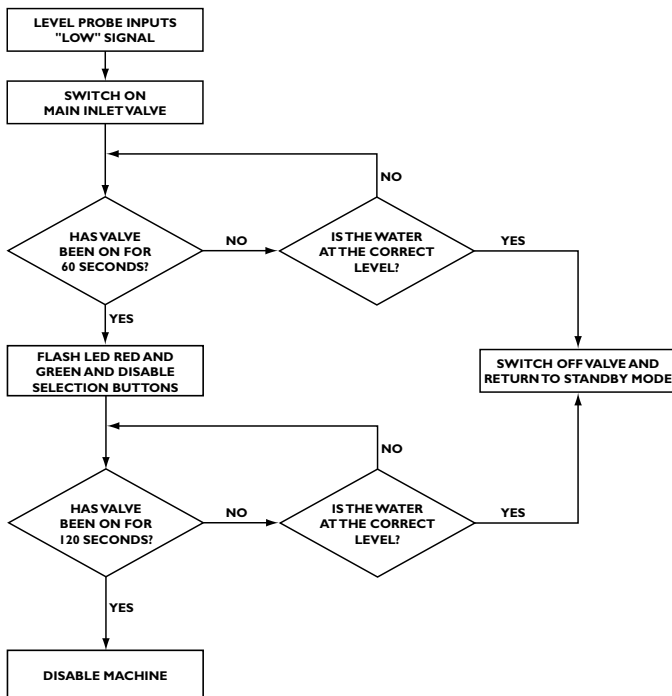 LEVEL PROBE INPUTS
"LOW" SIGNAL
SWITCH ON
MAIN INLET VALVE
NO
HAS VALVE
BEEN ON FOR
60 SECONDS?
NO
IS THE WATER
AT THE CORRECT
LEVEL?
YES
YES
FLASH LED RED AND
GREEN AND DISABLE
SELECTION BUTTONS
SWITCH OFF VALVE AND
RETURN TO STANDBY MODE
NO
HAS VALVE
BEEN ON FOR
120 SECONDS?
NO
IS THE WATER
AT THE CORRECT
LEVEL?
YES
YES
DISABLE MACHINE